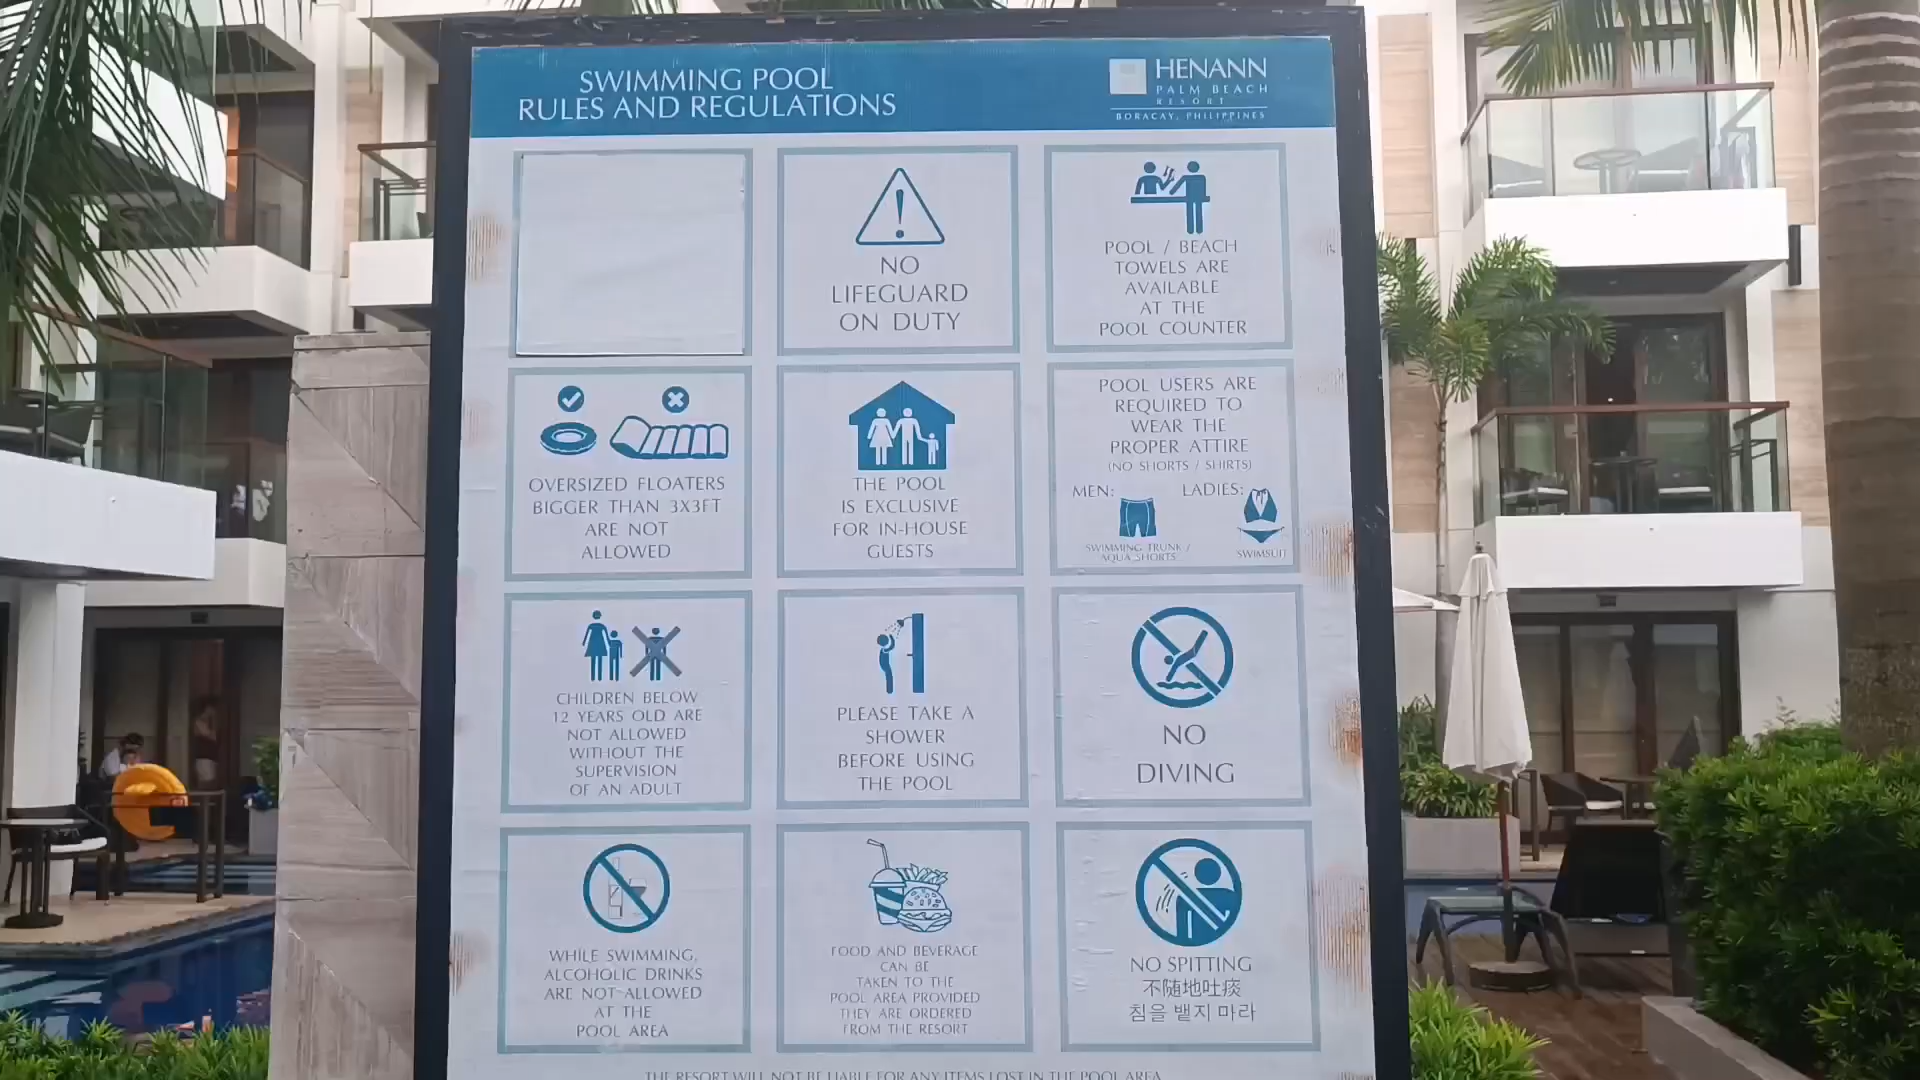 SWIMMING POOL
RULES AND REGULATIONS
HENANN
PALM BEACH
RESORT
BORACAY, PHILIPPINES
NO
LIFEGUARD
ON DUTY
POOL / BEACH
TOWELS ARE
AVAILABLE
AT THE
POOL COUNTER
OVERSIZED FLOATERS
BIGGER THAN 3X3FT
ARE NOT
ALLOWED
THE POOL
IS EXCLUSIVE
FOR IN-HOUSE
GUESTS
POOL USERS ARE
REQUIRED TO
WEAR THE
PROPER ATTIRE
(NO SHORTS / SHIRTS)
MEN:
LADIES:
SWIMMING TRUNK /
AQUA SHORTS
SWIMSUIT
CHILDREN BELOW
12 YEARS OLD ARE
NOT ALLOWED
WITHOUT THE
SUPERVISION
OF AN ADULT
PLEASE TAKE A
SHOWER
BEFORE USING
THE POOL
NO
DIVING
WHILE SWIMMING,
ALCOHOLIC DRINKS
ARE NOT ALLOWED
AT THE
POOL AREA
FOOD AND BEVERAGE
CAN BE
TAKEN TO THE
POOL AREA PROVIDED
THEY ARE ORDERED
FROM THE RESORT
NO SPITTING
不随地吐痰
침을 뱉지 마라
THE RESORT WILL NOT BE LIABLE FOR ANY ITEMS LOST IN THE POOL AREA